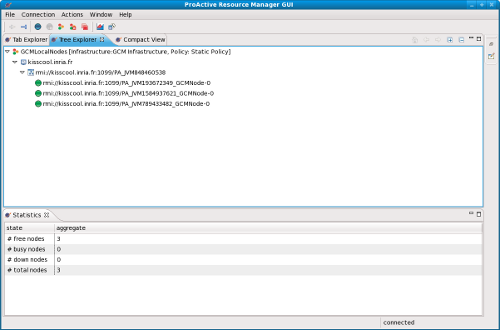 ProActive Resource Manager GUI
File Connection Actions Window Help
Tab Explorer Tree Explorer Compact View
GCMLocalNodes [Infrastructure:GCM Infrastructure, Policy: Static Policy]
kisscool.inria.fr
rmi://kisscool.inria.fr:1099/PA_JVM848460538
rmi://kisscool.inria.fr:1099/PA_JVM193672349_GCMNode-0
rmi://kisscool.inria.fr:1099/PA_JVM1584937621_GCMNode-0
rmi://kisscool.inria.fr:1099/PA_JVM789433482_GCMNode-0
Statistics
state aggregate
# free nodes 3
# busy nodes 0
# down nodes 0
# total nodes 3
connected